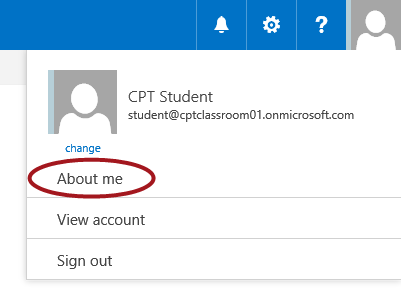 ?
CPT Student
student@cptclassroom01.onmicrosoft.com
change
About me
View account
Sign out